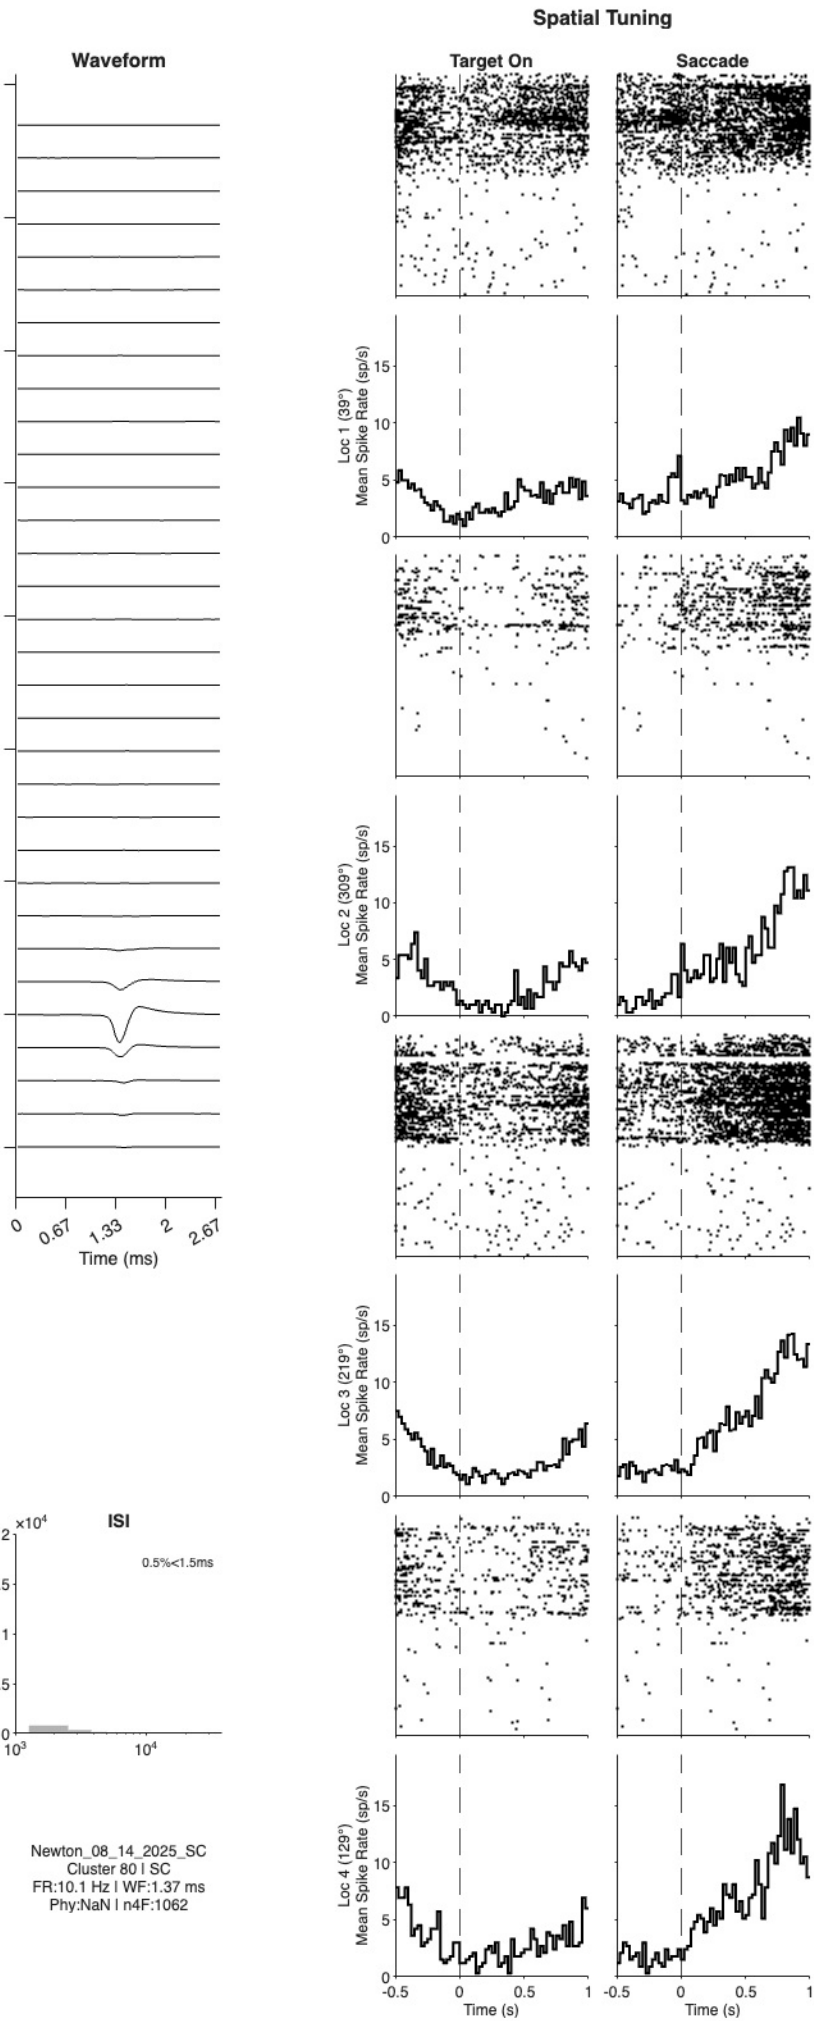 Spatial Tuning
Waveform
Target On
Saccade
Loc 1 (39°)
Mean Spike Rate (sp/s)
15
10
5
0
Loc 2 (309°)
Mean Spike Rate (sp/s)
15
10
5
0
0 0.67 1.33 2 2.67
Time (ms)
Loc 3 (219°)
Mean Spike Rate (sp/s)
15
10
5
0
ISI
×10⁴
2
0.5%<1.5ms
.5
1
.5
0
10³ 10⁴
Loc 4 (129°)
Mean Spike Rate (sp/s)
15
10
5
0
-0.5 0 0.5 1
Time (s)
-0.5 0 0.5 1
Time (s)
Newton_08_14_2025_SC
Cluster 80 | SC
FR:10.1 Hz | WF:1.37 ms
Phy:NaN | n4F:1062